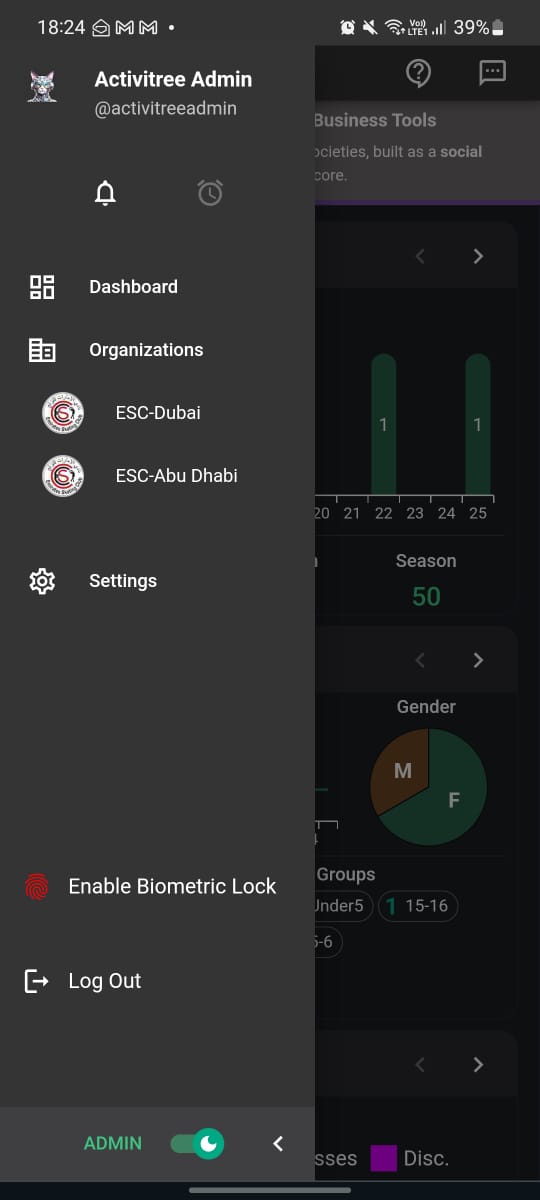 18:24
Vo))
LTE1
39%
Activitree Admin
@activitreeadmin
Business Tools
ocieties, built as a social
core.
Dashboard
Organizations
ESC-Dubai
ESC-Abu Dhabi
1
1
20 21 22 23 24 25
Season
50
Settings
Gender
M
F
Groups
Under5
1 15-16
5-6
Enable Biometric Lock
Log Out
ADMIN
sses
Disc.